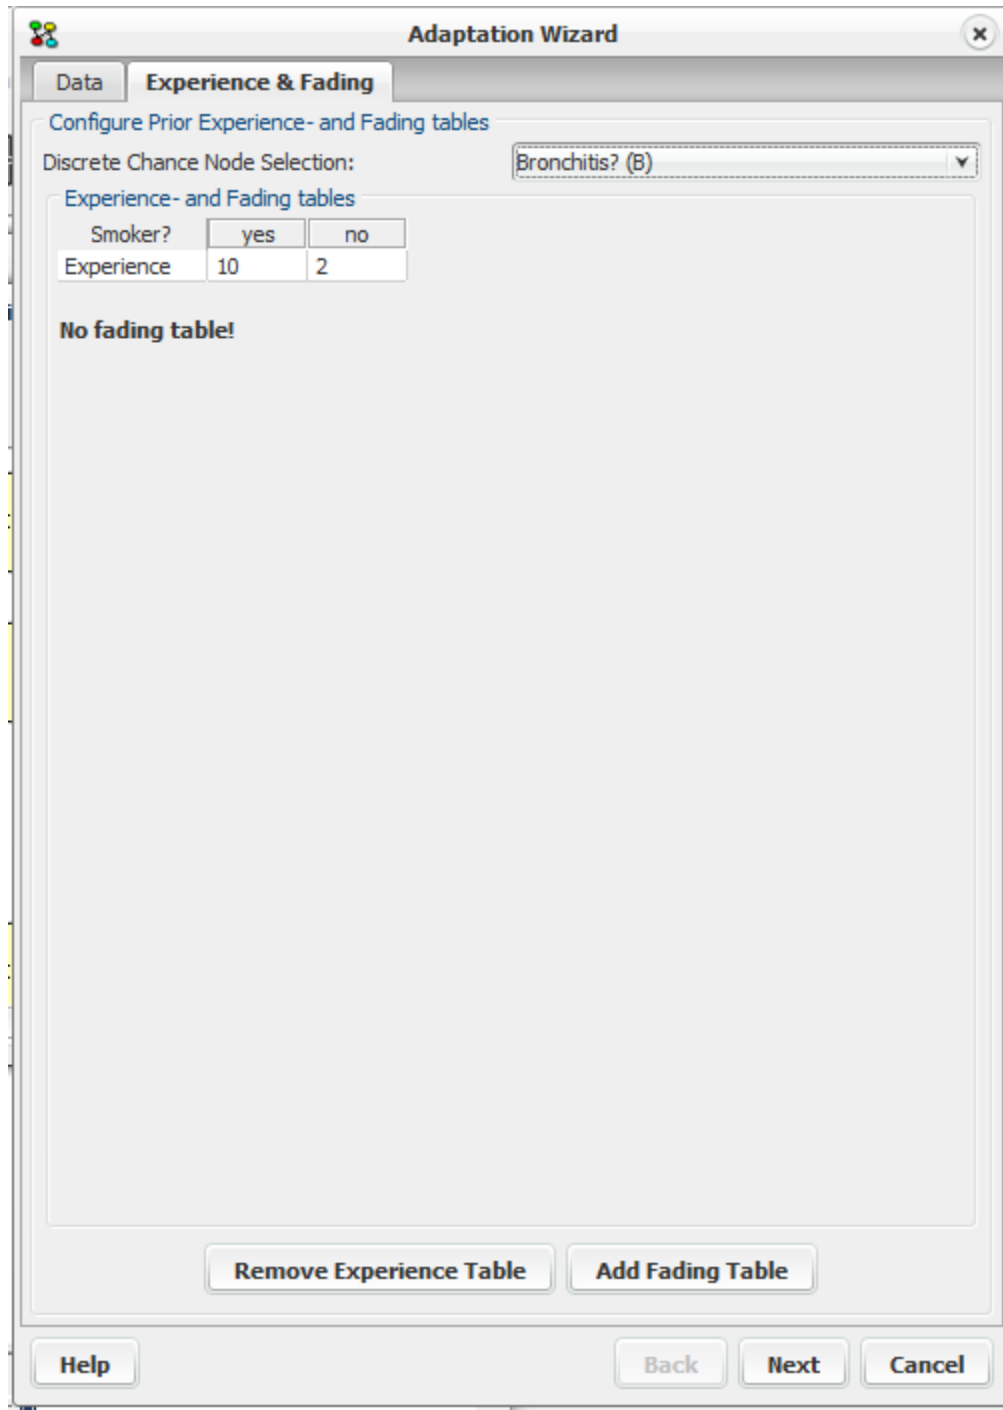 Adaptation Wizard
Data Experience & Fading
Configure Prior Experience- and Fading tables
Discrete Chance Node Selection: Bronchitis? (B)
Experience- and Fading tables
Smoker? yes no
Experience 10 2
No fading table!
Remove Experience Table Add Fading Table
Help Back Next Cancel